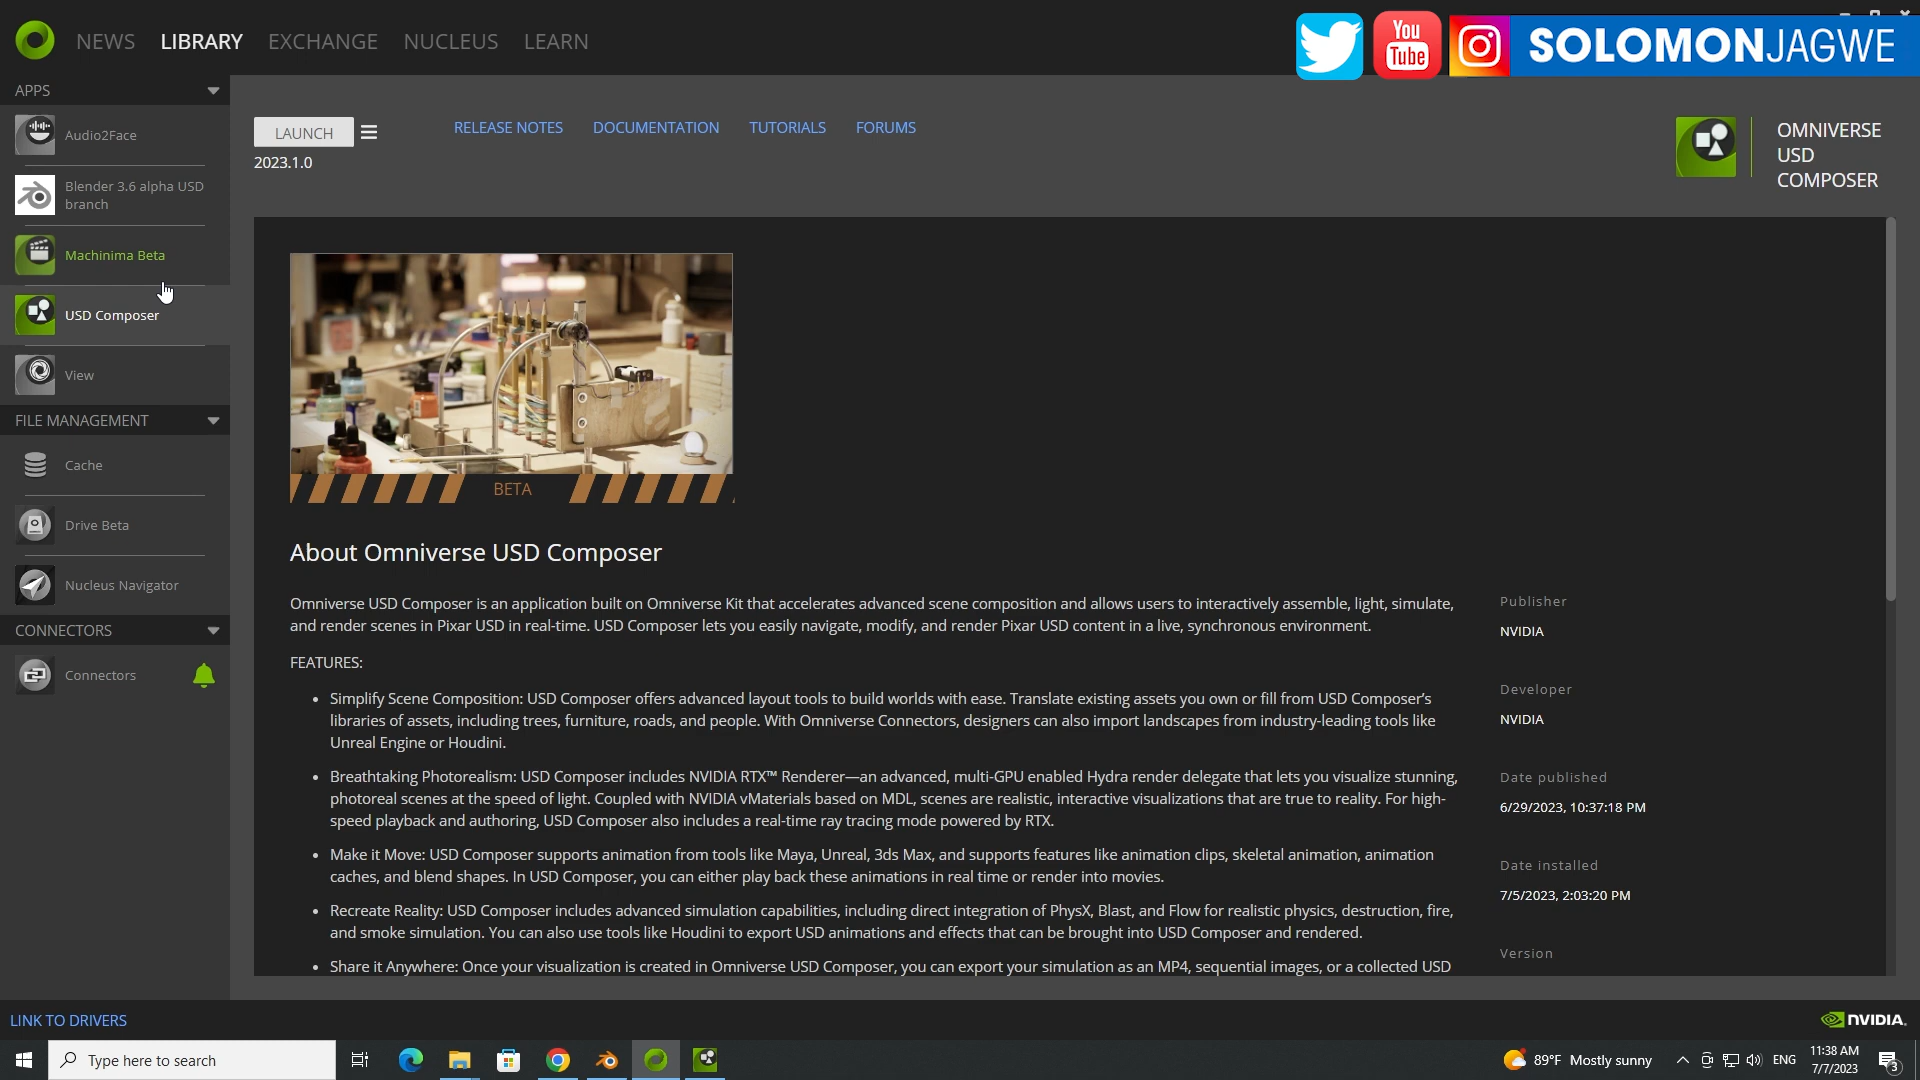 NEWS LIBRARY EXCHANGE NUCLEUS LEARN
You
Tube
SOLOMONJAGWE
APPS
Audio2Face
Blender 3.6 alpha USD
branch
Machinima Beta
USD Composer
View
FILE MANAGEMENT
Cache
Drive Beta
Nucleus Navigator
CONNECTORS
Connectors
LAUNCH
2023.1.0
RELEASE NOTES DOCUMENTATION TUTORIALS FORUMS
OMNIVERSE
USD
COMPOSER
BETA
About Omniverse USD Composer
Omniverse USD Composer is an application built on Omniverse Kit that accelerates advanced scene composition and allows users to interactively assemble, light, simulate,
and render scenes in Pixar USD in real-time. USD Composer lets you easily navigate, modify, and render Pixar USD content in a live, synchronous environment.
FEATURES:
• Simplify Scene Composition: USD Composer offers advanced layout tools to build worlds with ease. Translate existing assets you own or fill from USD Composer’s
libraries of assets, including trees, furniture, roads, and people. With Omniverse Connectors, designers can also import landscapes from industry-leading tools like
Unreal Engine or Houdini.
• Breathtaking Photorealism: USD Composer includes NVIDIA RTX™ Renderer—an advanced, multi-GPU enabled Hydra render delegate that lets you visualize stunning,
photoreal scenes at the speed of light. Coupled with NVIDIA vMaterials based on MDL, scenes are realistic, interactive visualizations that are true to reality. For high-
speed playback and authoring, USD Composer also includes a real-time ray tracing mode powered by RTX.
• Make it Move: USD Composer supports animation from tools like Maya, Unreal, 3ds Max, and supports features like animation clips, skeletal animation, animation
caches, and blend shapes. In USD Composer, you can either play back these animations in real time or render into movies.
• Recreate Reality: USD Composer includes advanced simulation capabilities, including direct integration of PhysX, Blast, and Flow for realistic physics, destruction, fire,
and smoke simulation. You can also use tools like Houdini to export USD animations and effects that can be brought into USD Composer and rendered.
• Share it Anywhere: Once your visualization is created in Omniverse USD Composer, you can export your simulation as an MP4, sequential images, or a collected USD
Publisher
NVIDIA
Developer
NVIDIA
Date published
6/29/2023, 10:37:18 PM
Date installed
7/5/2023, 2:03:20 PM
Version
LINK TO DRIVERS
NVIDIA.
Type here to search
89°F Mostly sunny
ENG
11:38 AM
7/7/2023
3